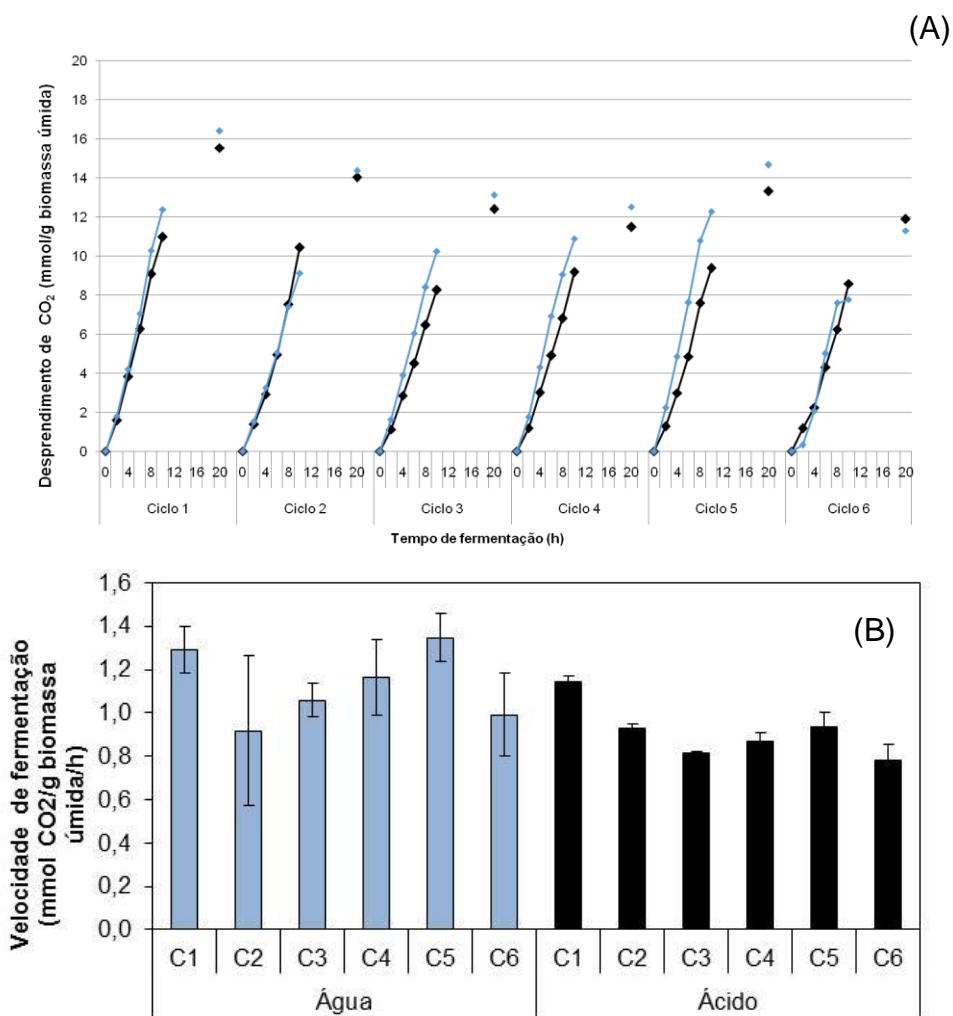 (A)
Desprendimento de CO₂ (mmol/g biomassa úmida)
20
18
16
14
12
10
8
6
4
2
0
0 4 8 12 16 20 0 4 8 12 16 20 0 4 8 12 16 20 0 4 8 12 16 20 0 4 8 12 16 20 0 4 8 12 16 20
Ciclo 1 Ciclo 2 Ciclo 3 Ciclo 4 Ciclo 5 Ciclo 6
Tempo de fermentação (h)
(B)
Velocidade de fermentação
(mmol CO2/g biomassa
úmida/h)
1,6
1,4
1,2
1,0
0,8
0,6
0,4
0,2
0,0
C1 C2 C3 C4 C5 C6 C1 C2 C3 C4 C5 C6
Água Ácido